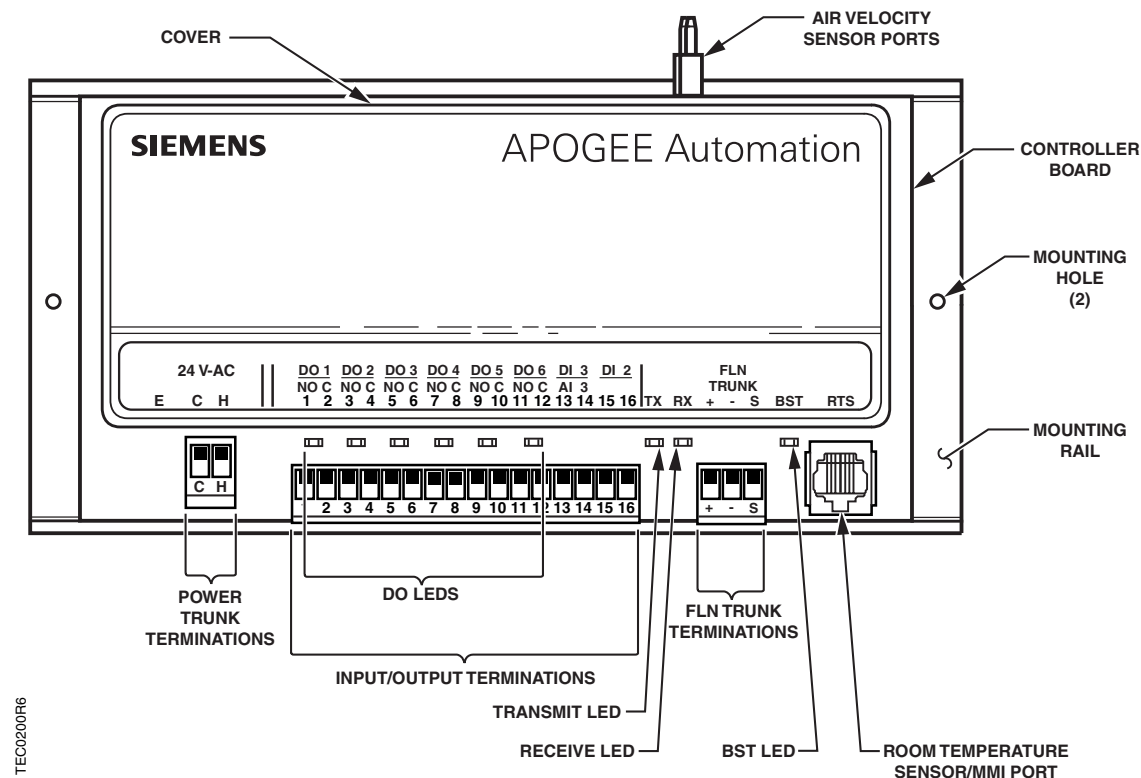 COVER
AIR VELOCITY
SENSOR PORTS
SIEMENS
APOGEE Automation
CONTROLLER
BOARD
MOUNTING
HOLE
(2)
24 V-AC
DO 1 DO 2 DO 3 DO 4 DO 5 DO 6 DI 3 DI 2
FLN
TRUNK
NO C NO C NO C NO C NO C NO C AI 3
E C H
1 2 3 4 5 6 7 8 9 10 11 12 13 14 15 16
TX RX + - S BST RTS
MOUNTING
RAIL
C H
2 3 4 5 6 7 8 9 10 11 12 13 14 15 16
+ - S
POWER
TRUNK
TERMINATIONS
DO LEDS
FLN TRUNK
TERMINATIONS
INPUT/OUTPUT TERMINATIONS
TRANSMIT LED
RECEIVE LED
BST LED
ROOM TEMPERATURE
SENSOR/MMI PORT
TEC0200R6